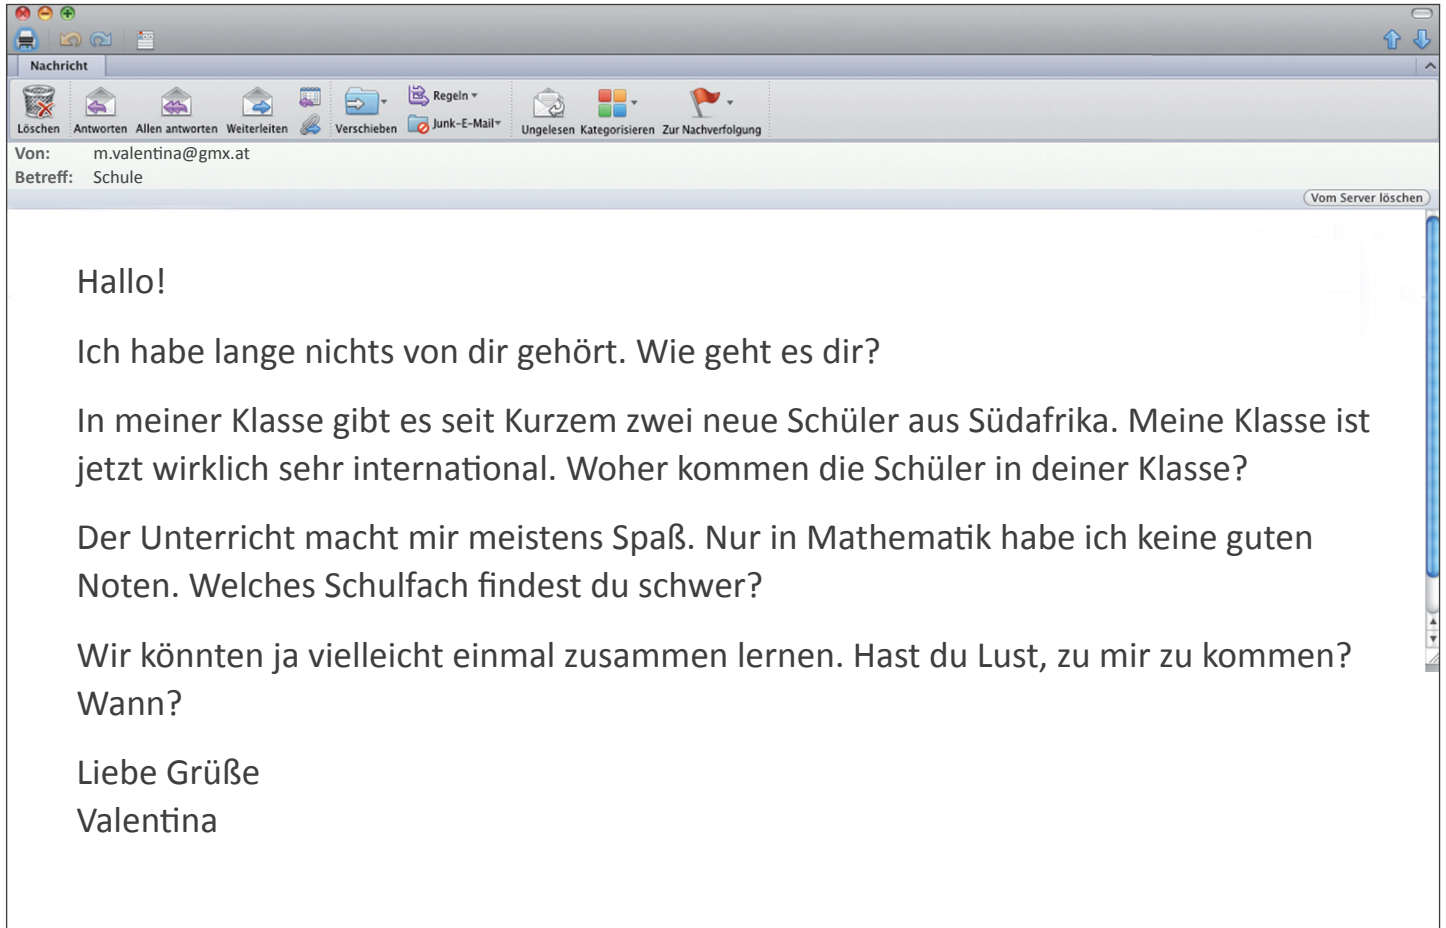 Nachricht
Löschen Antworten Allen antworten Weiterleiten Verschieben Regeln Junk-E-Mail Ungelesen Kategorisieren Zur Nachverfolgung
Von: m.valentina@gmx.at
Betreff: Schule
Vom Server löschen
Hallo!
Ich habe lange nichts von dir gehört. Wie geht es dir?
In meiner Klasse gibt es seit Kurzem zwei neue Schüler aus Südafrika. Meine Klasse ist
jetzt wirklich sehr international. Woher kommen die Schüler in deiner Klasse?
Der Unterricht macht mir meistens Spaß. Nur in Mathematik habe ich keine guten
Noten. Welches Schulfach findest du schwer?
Wir könnten ja vielleicht einmal zusammen lernen. Hast du Lust, zu mir zu kommen?
Wann?
Liebe Grüße
Valentina